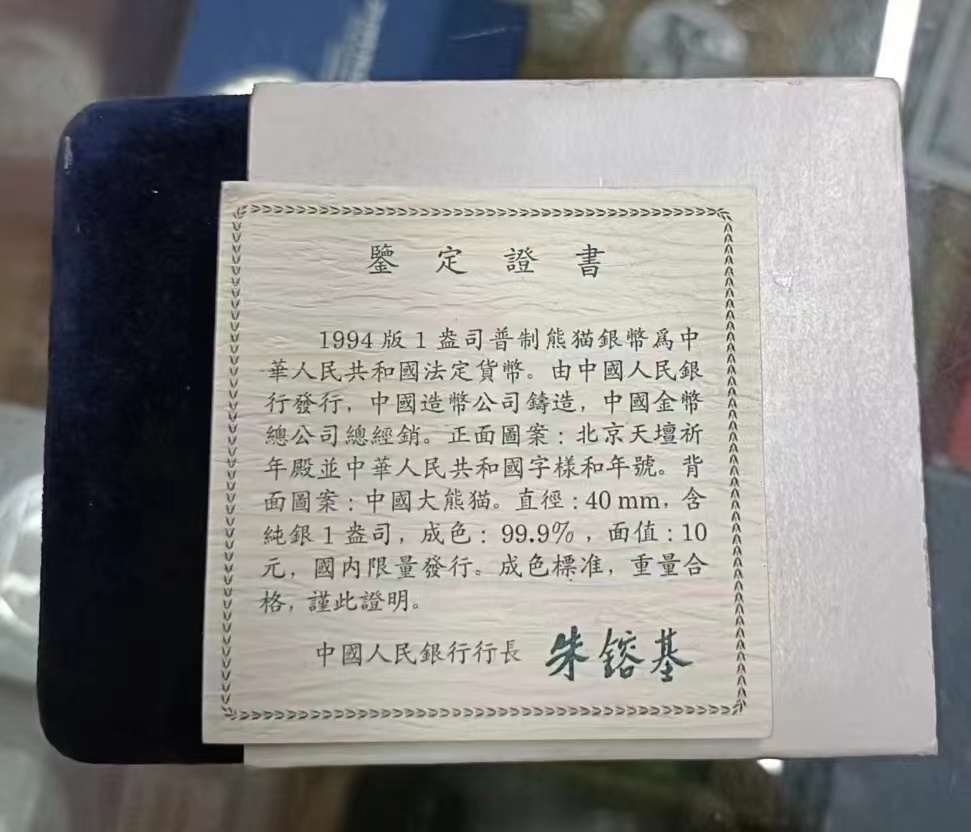 鑒定證書
1994版1盎司普制熊猫銀幣爲中
華人民共和國法定貨幣。由中國人民銀
行發行，中國造幣公司鑄造，中國金幣
總公司總經銷。正面圖案：北京天壇祈
年殿並中華人民共和國字樣和年號。背
面圖案：中國大熊猫。直徑：40mm，含
純銀1盎司，成色：99.9%，面值：10
元，國内限量發行。成色標准，重量合
格，謹此證明。
中國人民銀行行長 朱鎔基